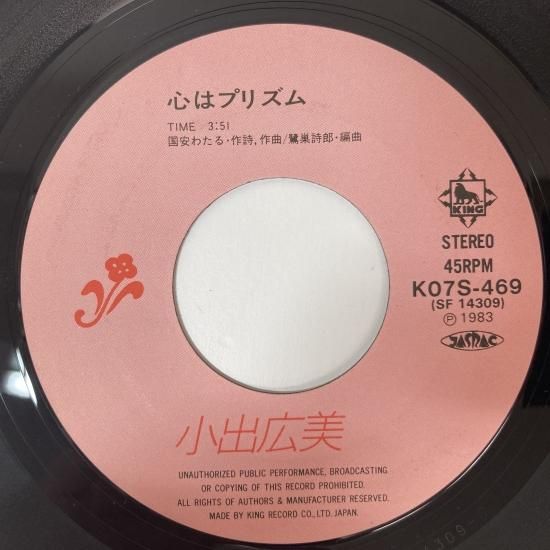 心はプリズム
TIME 3:51
国安わたる・作詩,作曲/鷺巣詩郎・編曲
KING
STEREO
45RPM
K07S-469
(SF 14309)
Ⓟ 1983
JASRAC
小出広美
UNAUTHORIZED PUBLIC PERFORMANCE, BROADCASTING
OR COPYING OF THIS RECORD PROHIBITED.
ALL RIGHTS OF AUTHORS & MANUFACTURER RESERVED.
MADE BY KING RECORD CO., LTD. JAPAN.